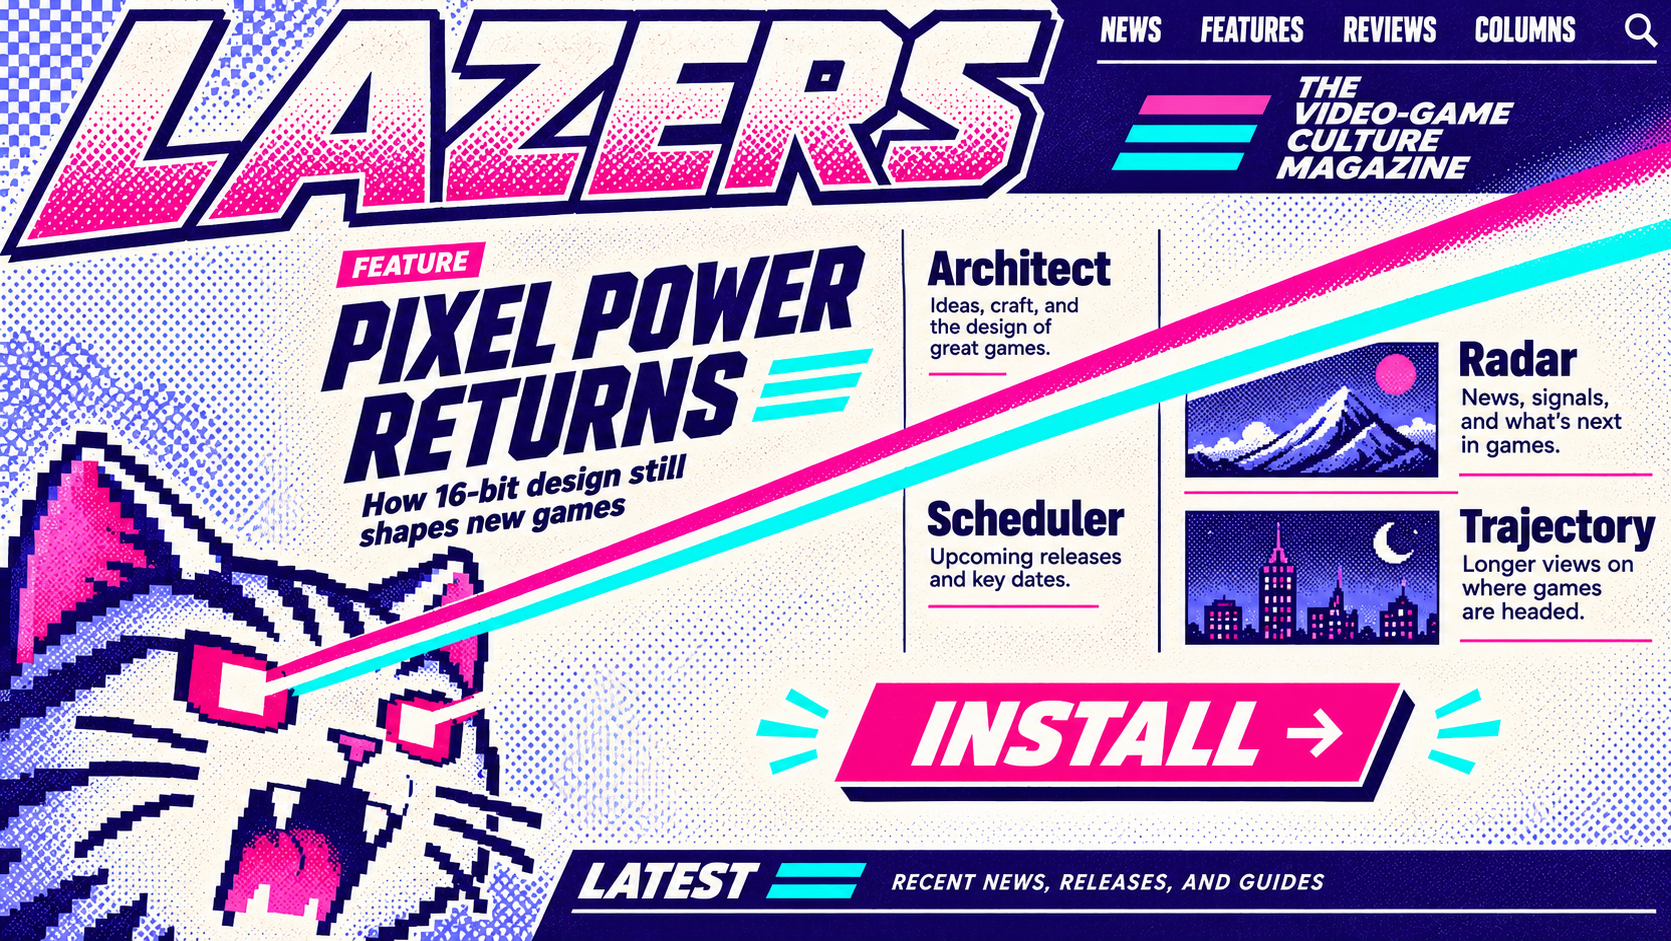 LAZERS
NEWS
FEATURES
REVIEWS
COLUMNS
THE
VIDEO-GAME
CULTURE
MAGAZINE
FEATURE
PIXEL POWER
RETURNS
How 16-bit design still
shapes new games
Architect
Ideas, craft, and
the design of
great games.
Scheduler
Upcoming releases
and key dates.
Radar
News, signals,
and what's next
in games.
Trajectory
Longer views on
where games
are headed.
INSTALL →
LATEST
RECENT NEWS, RELEASES, AND GUIDES